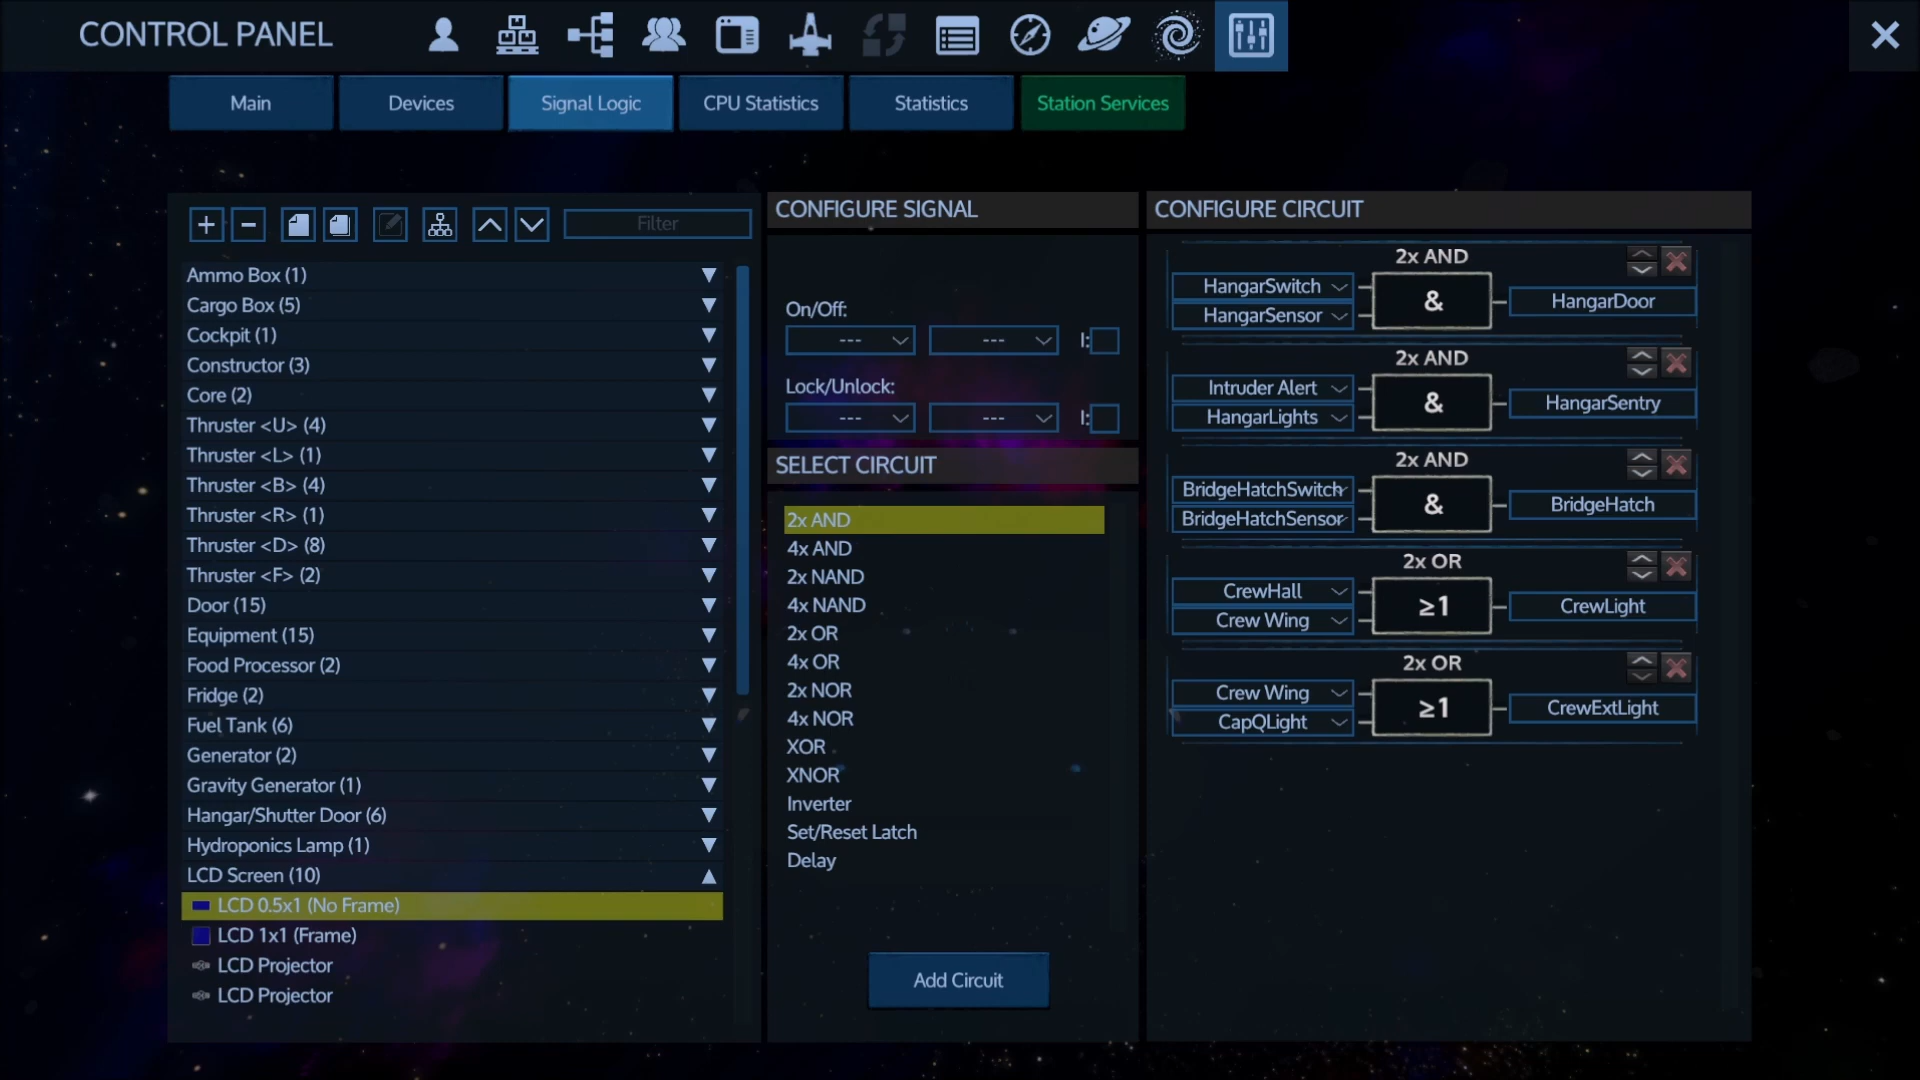 CONTROL PANEL
Main
Devices
Signal Logic
CPU Statistics
Statistics
Station Services
Filter
Ammo Box (1)
Cargo Box (5)
Cockpit (1)
Constructor (3)
Core (2)
Thruster <U> (4)
Thruster <L> (1)
Thruster <B> (4)
Thruster <R> (1)
Thruster <D> (8)
Thruster <F> (2)
Door (15)
Equipment (15)
Food Processor (2)
Fridge (2)
Fuel Tank (6)
Generator (2)
Gravity Generator (1)
Hangar/Shutter Door (6)
Hydroponics Lamp (1)
LCD Screen (10)
LCD 0.5x1 (No Frame)
LCD 1x1 (Frame)
LCD Projector
LCD Projector
CONFIGURE SIGNAL
On/Off:
--- --- I:
Lock/Unlock:
--- --- I:
SELECT CIRCUIT
2x AND
4x AND
2x NAND
4x NAND
2x OR
4x OR
2x NOR
4x NOR
XOR
XNOR
Inverter
Set/Reset Latch
Delay
Add Circuit
CONFIGURE CIRCUIT
2x AND
HangarSwitch
HangarSensor
&
HangarDoor
2x AND
Intruder Alert
HangarLights
&
HangarSentry
2x AND
BridgeHatchSwitch
BridgeHatchSensor
&
BridgeHatch
2x OR
CrewHall
Crew Wing
≥1
CrewLight
2x OR
Crew Wing
CapQLight
≥1
CrewExtLight